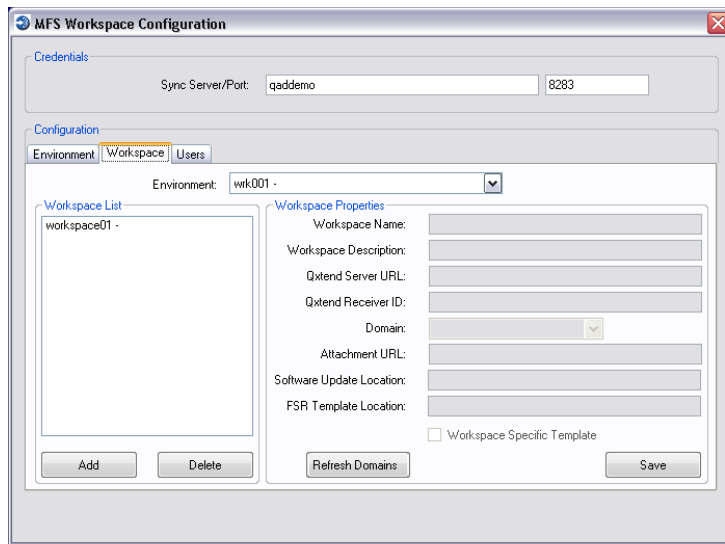 MFS Workspace Configuration
Credentials
Sync Server/Port: qaddemo 8283
Configuration
Environment Workspace Users
Environment: wrk001 -
Workspace List
workspace01 -
Add Delete
Workspace Properties
Workspace Name:
Workspace Description:
Qxtend Server URL:
Qxtend Receiver ID:
Domain:
Attachment URL:
Software Update Location:
FSR Template Location:
Workspace Specific Template
Refresh Domains Save